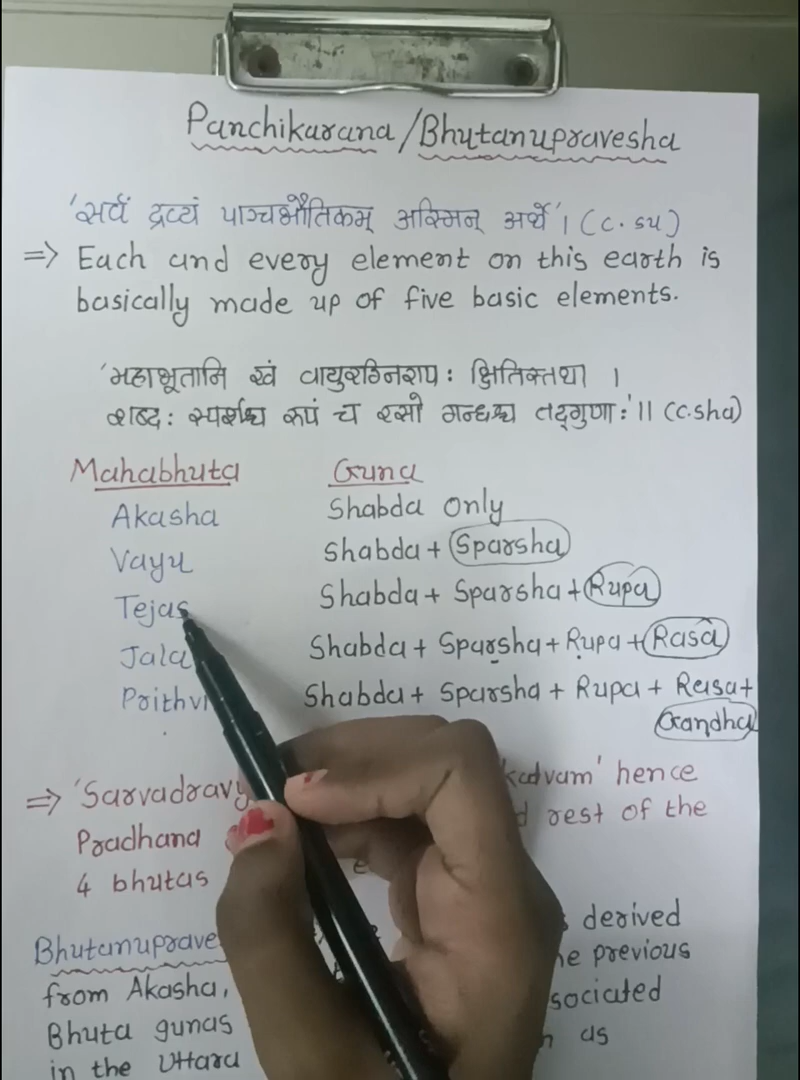 Panchikarana/Bhutanupravesha
'सर्वं द्रव्यं पाञ्चभौतिकम् अस्मिन् अर्थे'। (c. su)
⇒ Each and every element on this earth is
basically made up of five basic elements.
'महाभूतानि खं वायुरग्निरापः क्षितिस्तथा ।
शब्दः स्पर्शश्च रूपं च रसो गन्धश्च तद्गुणाः'।। (c.sha)
Mahabhuta Guna
Akasha Shabda only
Vayu Shabda + Sparsha
Tejas Shabda + Sparsha + Rupa
Jala Shabda + Sparsha + Rupa + Rasa
Prithvi Shabda + Sparsha + Rupa + Rasa +
Gandha
⇒ 'Sarvadravy katvam' hence
Pradhana rest of the
4 bhutas
Bhutanuprave derived
previous
from Akasha, sociated
Bhuta gunas as
in the Uttara